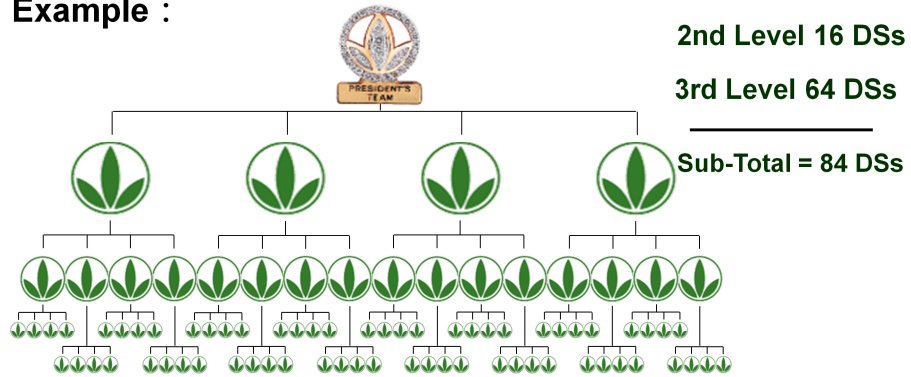 Example :
PRESIDENT'S
TEAM
2nd Level 16 DSs
3rd Level 64 DSs
Sub-Total = 84 DSs